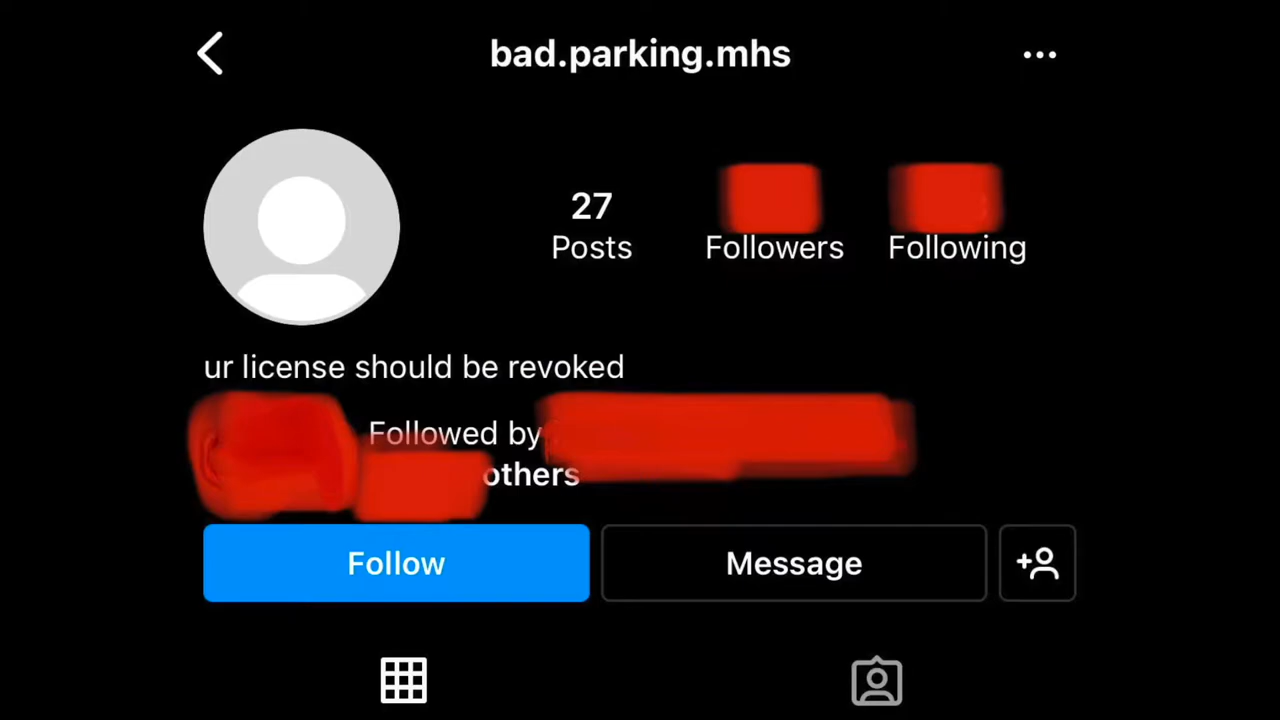 bad.parking.mhs
27
Posts
Followers
Following
ur license should be revoked
Followed by
others
Follow
Message